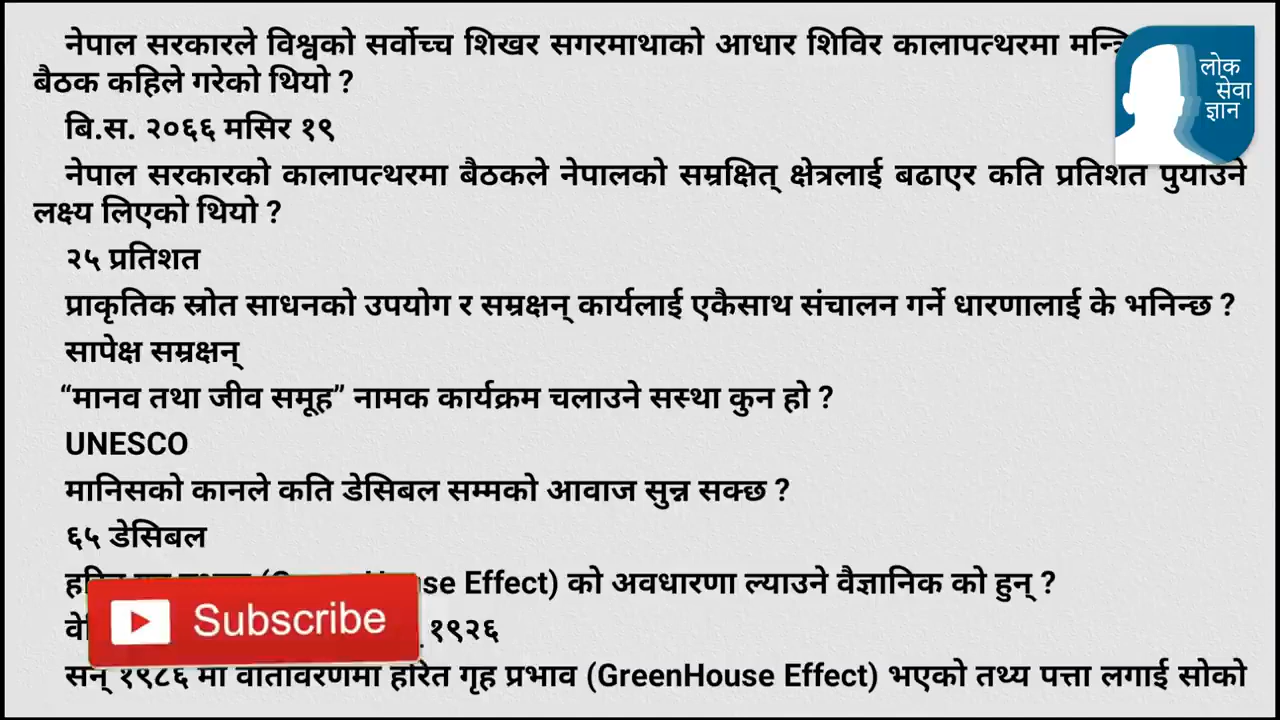 नेपाल सरकारले विश्वको सर्वोच्च शिखर सगरमाथाको आधार शिविर कालापत्थरमा
बैठक कहिले गरेको थियो ?
बि.स. २०६६ मसिर १९
नेपाल सरकारको कालापत्थरमा बैठकले नेपालको सम्रक्षित् क्षेत्रलाई बढाएर कति प्रतिशत पुर्याउने
लक्ष्य लिएको थियो ?
२५ प्रतिशत
प्राकृतिक स्रोत साधनको उपयोग र सम्रक्षन् कार्यलाई एकैसाथ संचालन गर्ने धारणालाई के भनिन्छ ?
सापेक्ष सम्रक्षन्
“मानव तथा जीव समूह” नामक कार्यक्रम चलाउने सस्था कुन हो ?
UNESCO
मानिसको कानले कति डेसिबल सम्मको आवाज सुन्न सक्छ ?
६५ डेसिबल
Effect) को अवधारणा ल्याउने वैज्ञानिक को हुन् ?
१९२६
सन् १९८६ मा वातावरणमा हरित गृह प्रभाव (GreenHouse Effect) भएको तथ्य पत्ता लगाई सोको
लोक
सेवा
ज्ञान
Subscribe